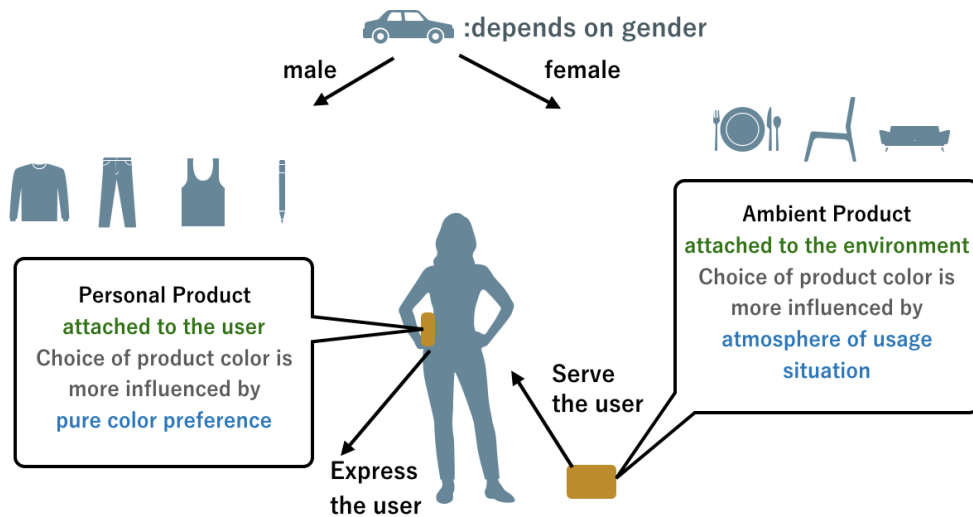 :depends on gender
male
female
Personal Product
attached to the user
Choice of product color is
more influenced by
pure color preference
Ambient Product
attached to the environment
Choice of product color is
more influenced by
atmosphere of usage
situation
Serve
the user
Express
the user